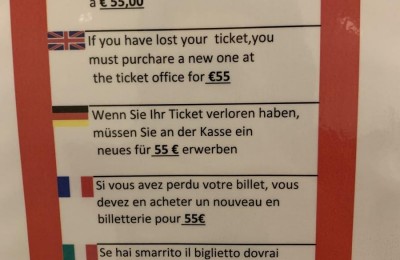 a € 55,00
If you have lost your ticket,you
must purchare a new one at
the ticket office for €55
Wenn Sie Ihr Ticket verloren haben,
müssen Sie an der Kasse ein
neues für 55 € erwerben
Si vous avez perdu votre billet, vous
devez en acheter un nouveau en
billetterie pour 55€
Se hai smarrito il biglietto dovrai